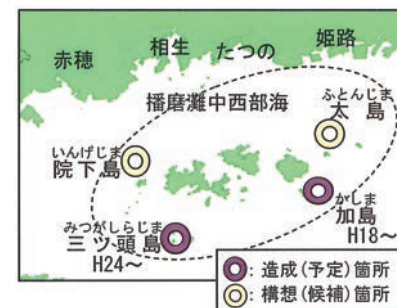 赤穂 相生 たつの 姫路
播磨灘中西部海
ふとんじま
太島
いんげじま
院下島
がしま
加島
H18～
みつがしらじま
三ツ頭島
H24～
：造成(予定)箇所
：構想(候補)箇所